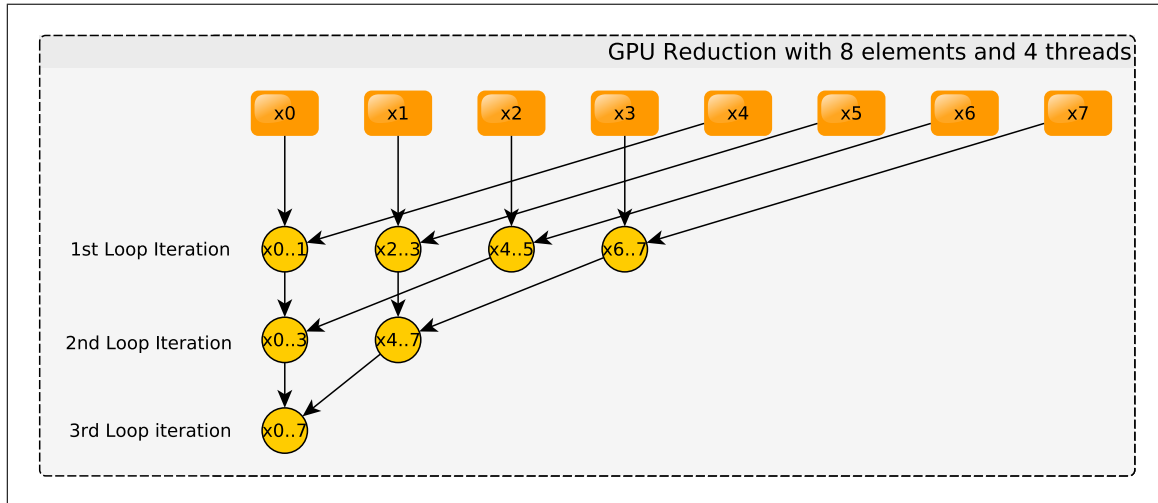 GPU Reduction with 8 elements and 4 threads
x0 x1 x2 x3 x4 x5 x6 x7
1st Loop Iteration x0..1 x2..3 x4..5 x6..7
2nd Loop Iteration x0..3 x4..7
3rd Loop iteration x0..7